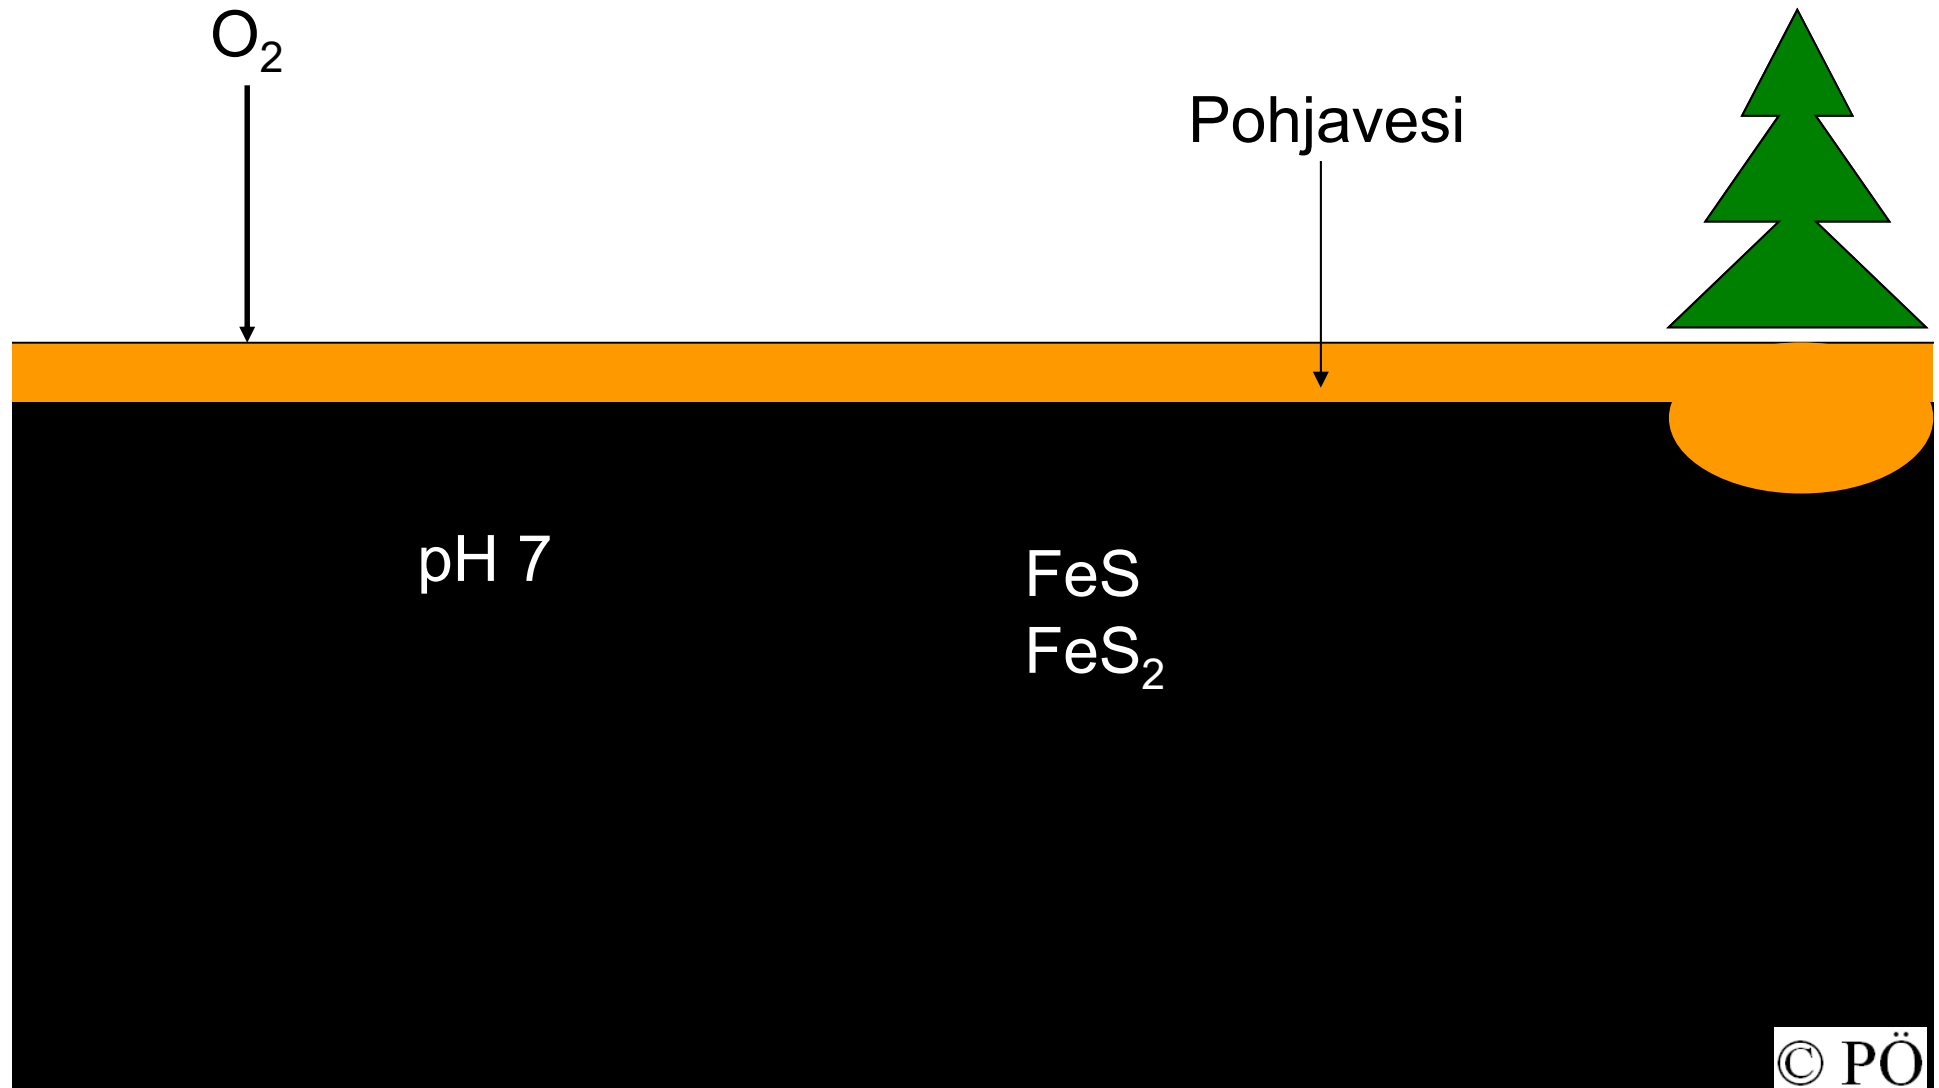 O₂
Pohjavesi
pH 7
FeS
FeS₂
© PÖ